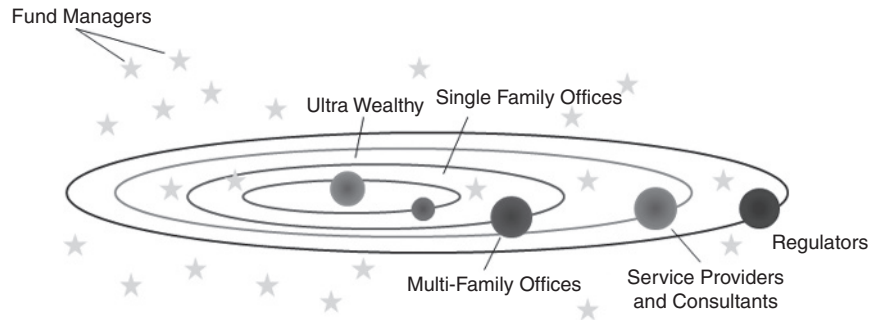 Fund Managers
Ultra Wealthy
Single Family Offices
Multi-Family Offices
Service Providers
and Consultants
Regulators